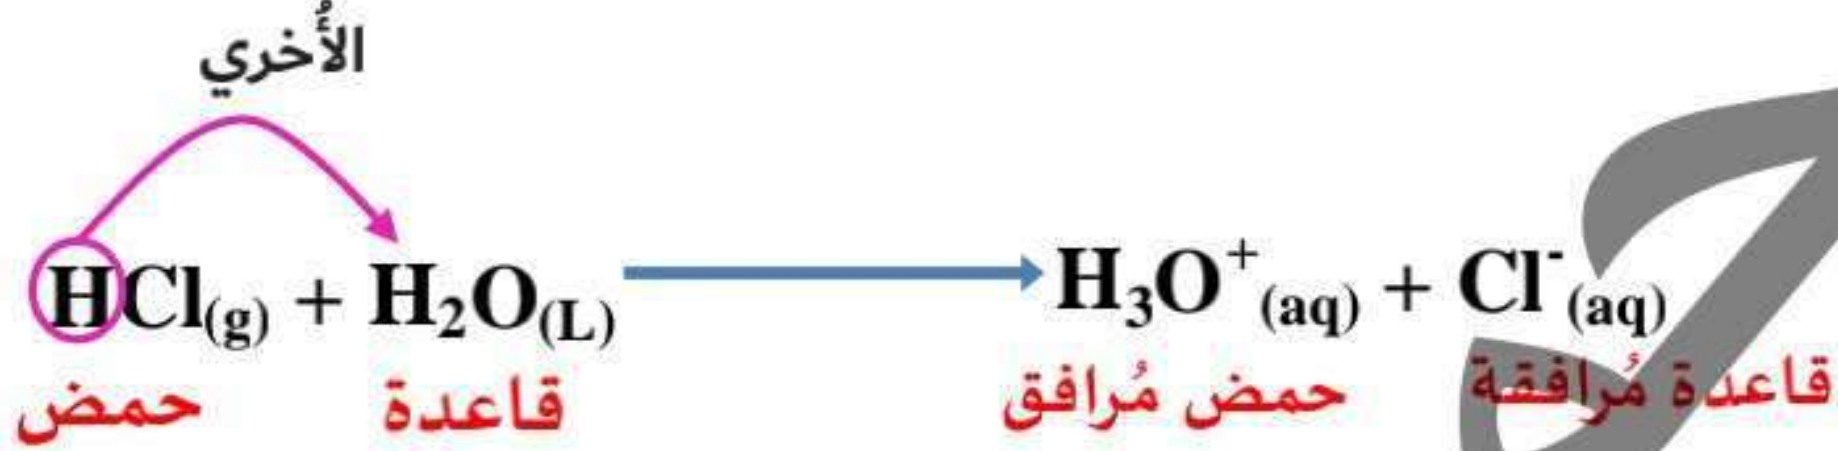 الأُخري
HCl(g) + H₂O(L) ⟶ H₃O⁺(aq) + Cl⁻(aq)
حمض قاعدة حمض مُرافق قاعدة مُرافقة